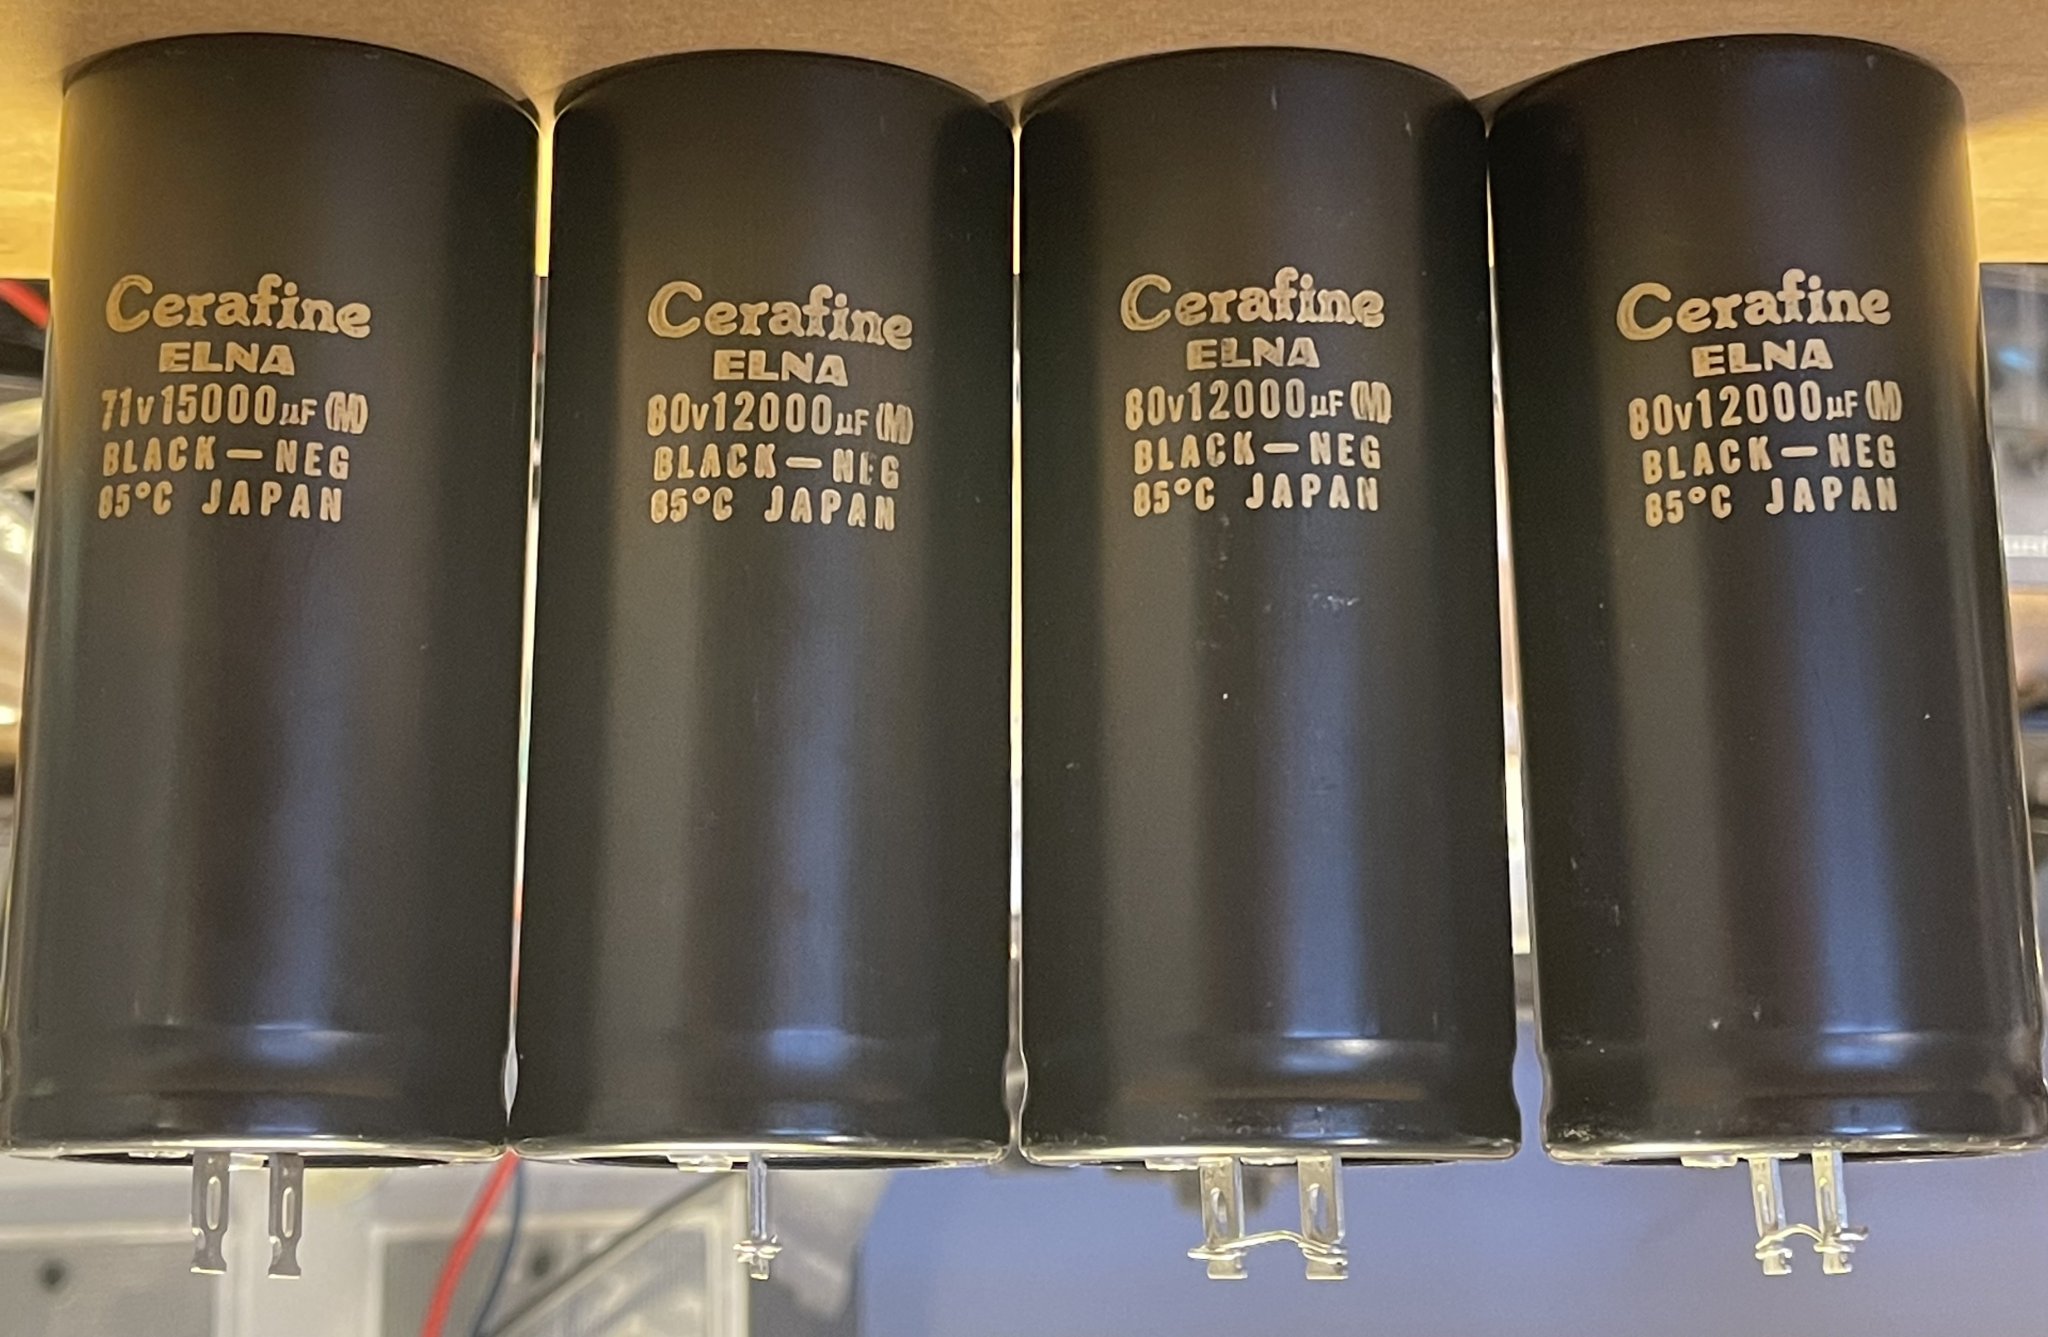 Cerafine
ELNA
71V15000µF(M)
BLACK—NEG
85°C JAPAN
Cerafine
ELNA
80V12000µF(M)
BLACK—NEG
85°C JAPAN
Cerafine
ELNA
80V12000µF(M)
BLACK—NEG
85°C JAPAN
Cerafine
ELNA
80V12000µF(M)
BLACK—NEG
85°C JAPAN